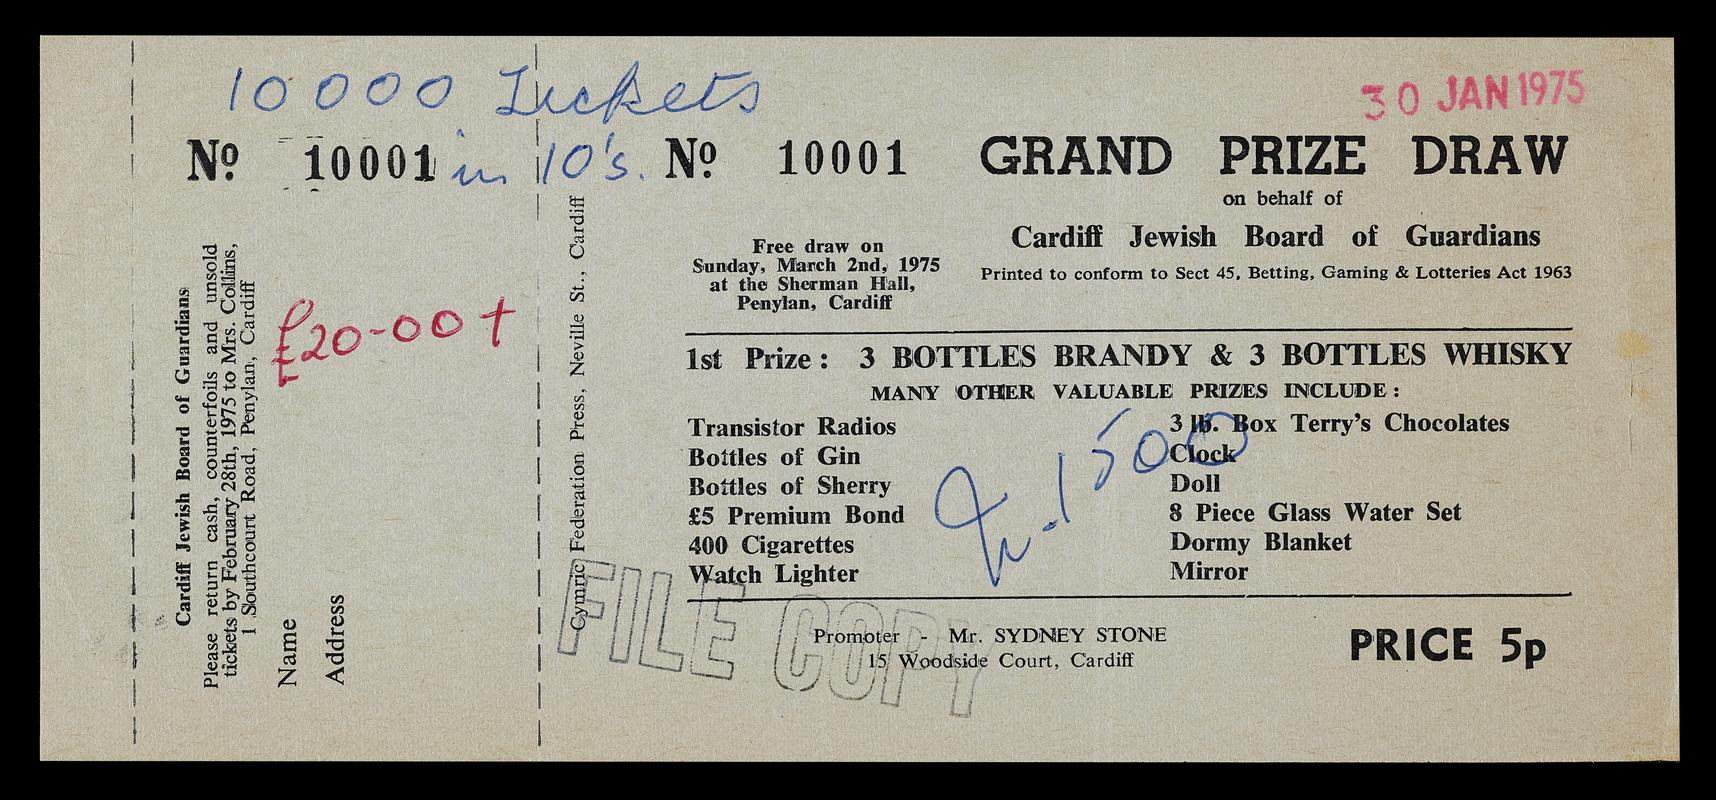 10000 Tickets
in 10's.
30 JAN 1975
Nº 10001
Cardiff Jewish Board of Guardians
Please return cash, counterfoils and unsold
tickets by February 28th, 1975 to Mrs. Collins,
1 Southcourt Road, Penylan, Cardiff
Name
Address
£20-00 +
Cymric Federation Press, Neville St., Cardiff
Nº 10001
GRAND PRIZE DRAW
on behalf of
Cardiff Jewish Board of Guardians
Printed to conform to Sect 45, Betting, Gaming & Lotteries Act 1963
Free draw on
Sunday, March 2nd, 1975
at the Sherman Hall,
Penylan, Cardiff
1st Prize : 3 BOTTLES BRANDY & 3 BOTTLES WHISKY
MANY OTHER VALUABLE PRIZES INCLUDE :
Transistor Radios
Bottles of Gin
Bottles of Sherry
£5 Premium Bond
400 Cigarettes
Watch Lighter
3 lb. Box Terry's Chocolates
Clock
Doll
8 Piece Glass Water Set
Dormy Blanket
Mirror
1500
FILE COPY
Promoter - Mr. SYDNEY STONE
15 Woodside Court, Cardiff
PRICE 5p